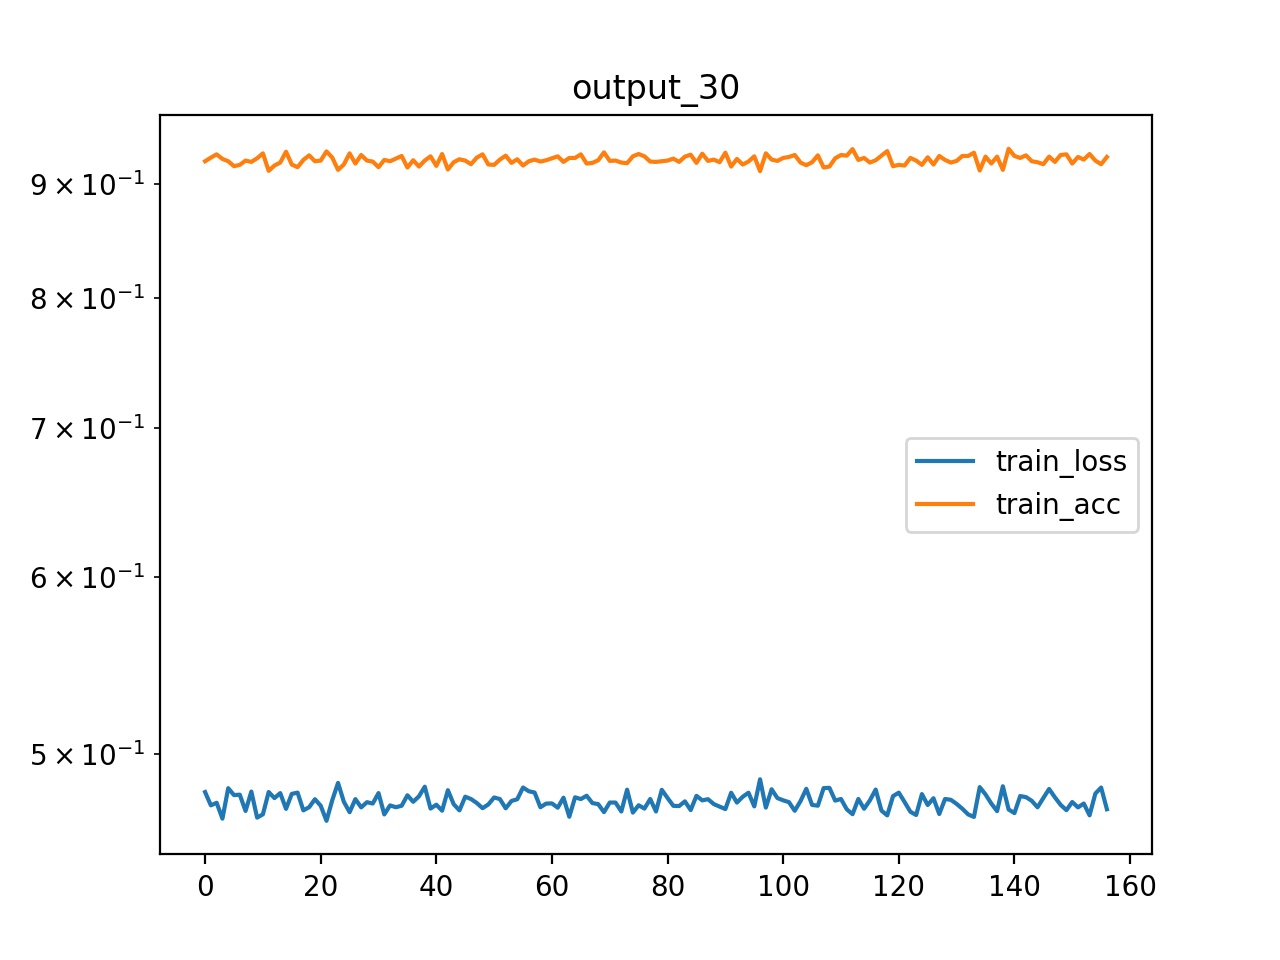 output_30
9 × 10⁻¹
8 × 10⁻¹
7 × 10⁻¹
6 × 10⁻¹
5 × 10⁻¹
train_loss
train_acc
0 20 40 60 80 100 120 140 160